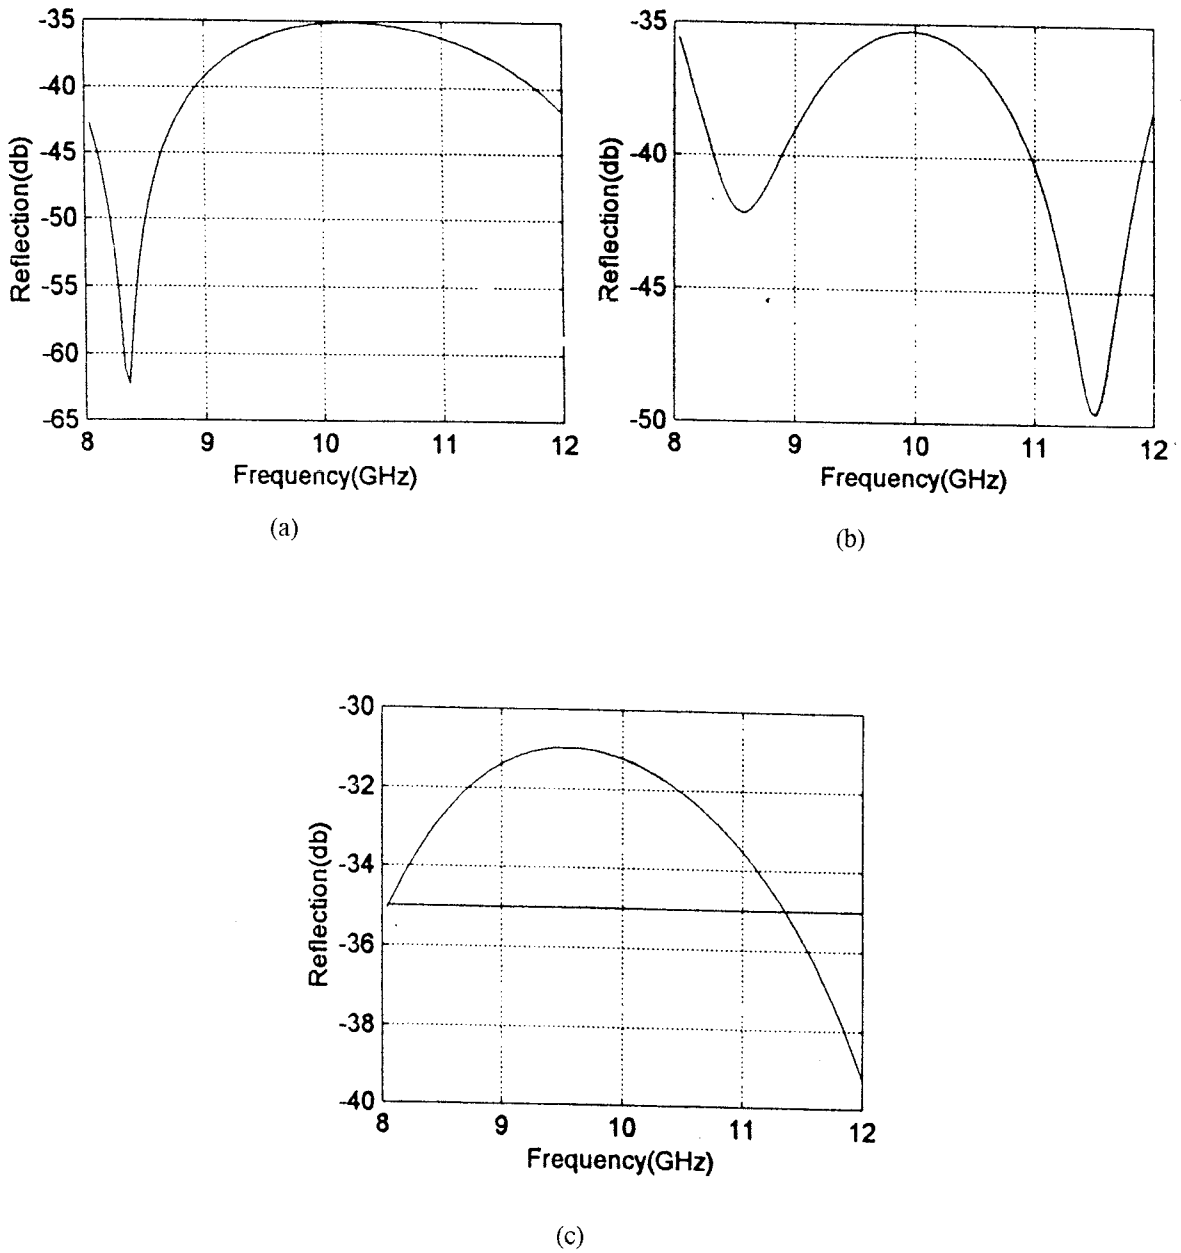 -35
-40
-45
-50
-55
-60
-65
Reflection(db)
8 9 10 11 12
Frequency(GHz)
(a)
-35
-40
-45
-50
Reflection(db)
8 9 10 11 12
Frequency(GHz)
(b)
-30
-32
-34
-36
-38
-40
Reflection(db)
8 9 10 11 12
Frequency(GHz)
(c)